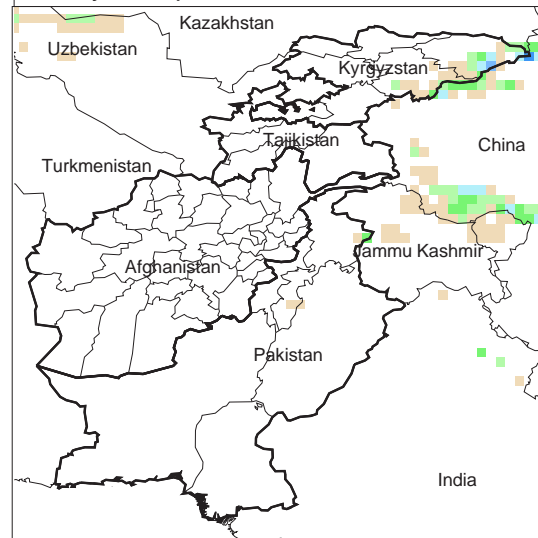 Kazakhstan
Uzbekistan
Kyrgyzstan
Tajikistan
China
Turkmenistan
Jammu Kashmir
Afghanistan
Pakistan
India